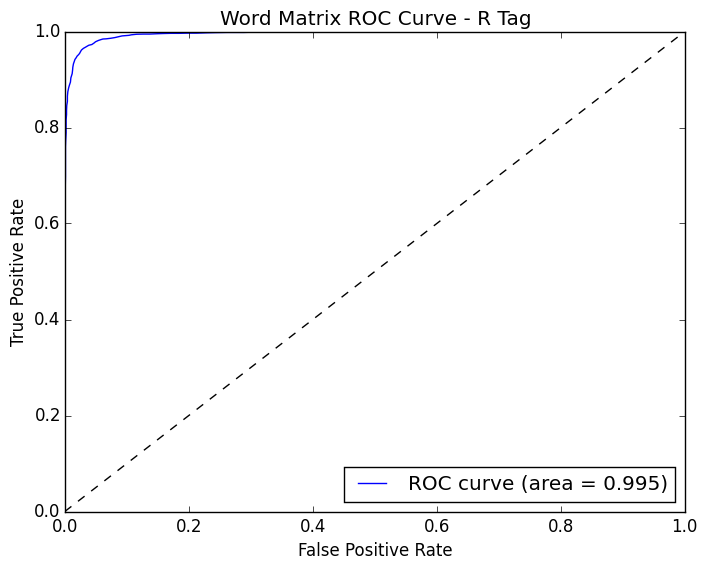 Word Matrix ROC Curve - R Tag
1.0
0.8
0.6
0.4
0.2
0.0
True Positive Rate
ROC curve (area = 0.995)
0.0 0.2 0.4 0.6 0.8 1.0
False Positive Rate